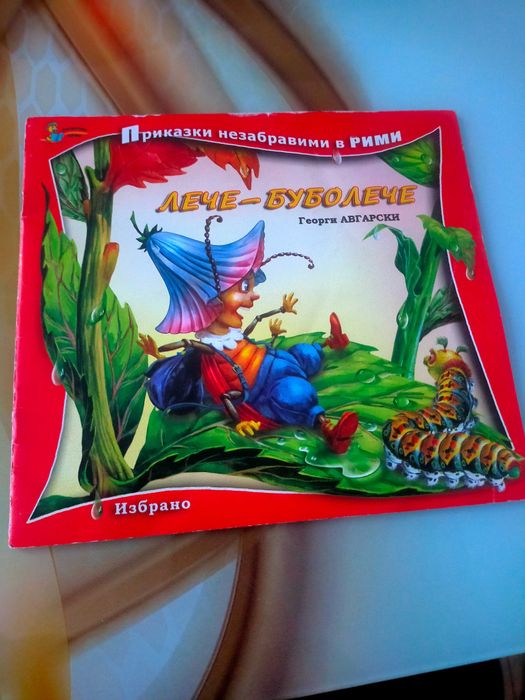 Приказки незабравими в РИМИ
ЛЕЧЕ-БУБОЛЕЧЕ
Георги АВГАРСКИ
Избрано